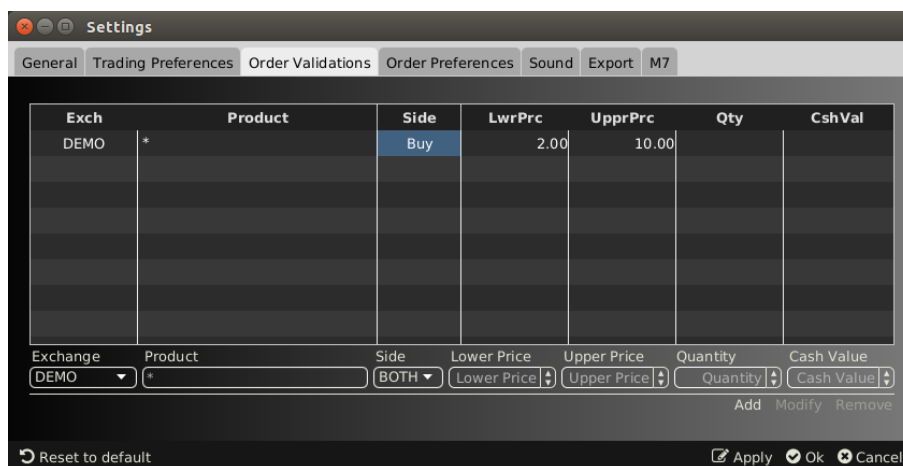 Settings
General Trading Preferences Order Validations Order Preferences Sound Export M7
Exch Product Side LwrPrc UpprPrc Qty CshVal
DEMO * Buy 2.00 10.00
Exchange Product Side Lower Price Upper Price Quantity Cash Value
DEMO * BOTH Lower Price Upper Price Quantity Cash Value
Add Modify Remove
Reset to default Apply Ok Cancel